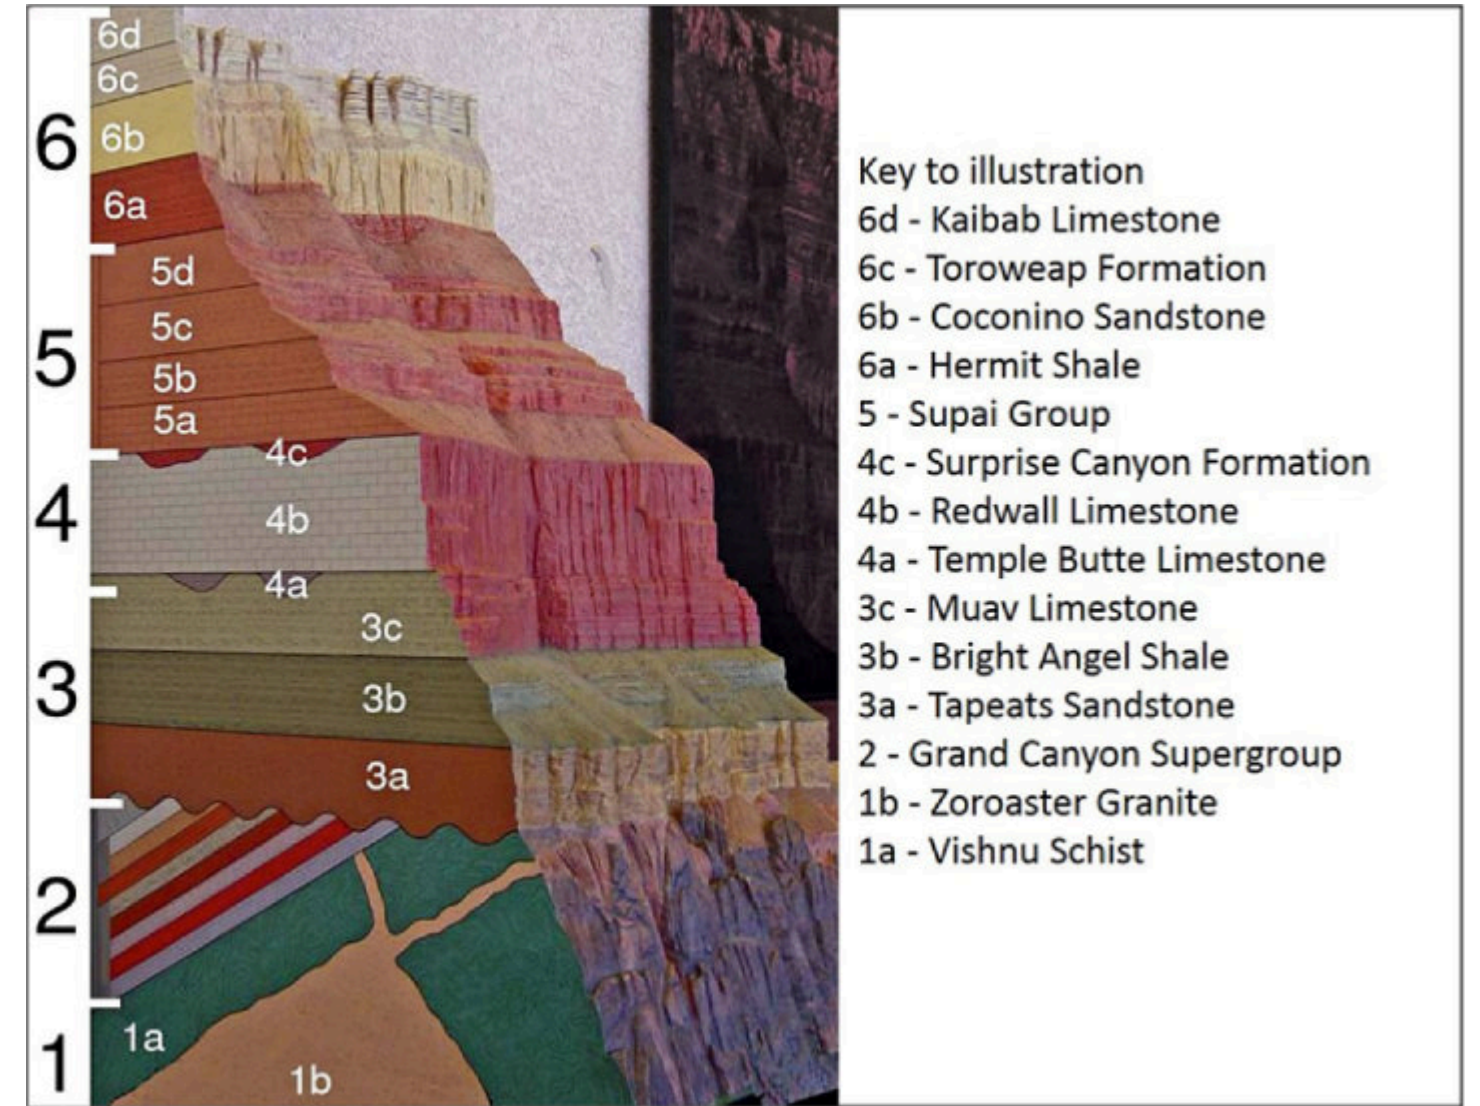 6d
6c
6
6b
6a
5d
5c
5
5b
5a
4c
4
4b
4a
3c
3
3b
3a
2
1a
1
1b
Key to illustration
6d - Kaibab Limestone
6c - Toroweap Formation
6b - Coconino Sandstone
6a - Hermit Shale
5 - Supai Group
4c - Surprise Canyon Formation
4b - Redwall Limestone
4a - Temple Butte Limestone
3c - Muav Limestone
3b - Bright Angel Shale
3a - Tapeats Sandstone
2 - Grand Canyon Supergroup
1b - Zoroaster Granite
1a - Vishnu Schist